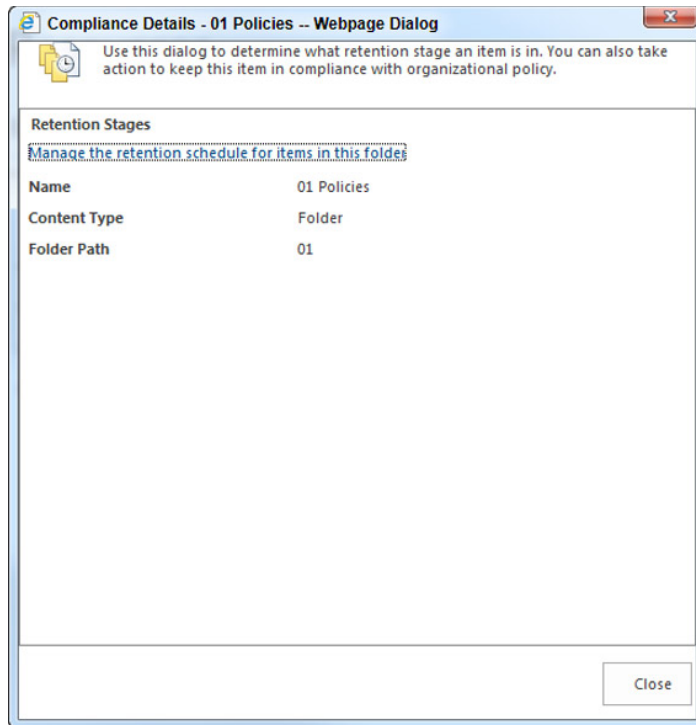 Compliance Details - 01 Policies -- Webpage Dialog
Use this dialog to determine what retention stage an item is in. You can also take
action to keep this item in compliance with organizational policy.
Retention Stages
Manage the retention schedule for items in this folder
Name 01 Policies
Content Type Folder
Folder Path 01
Close